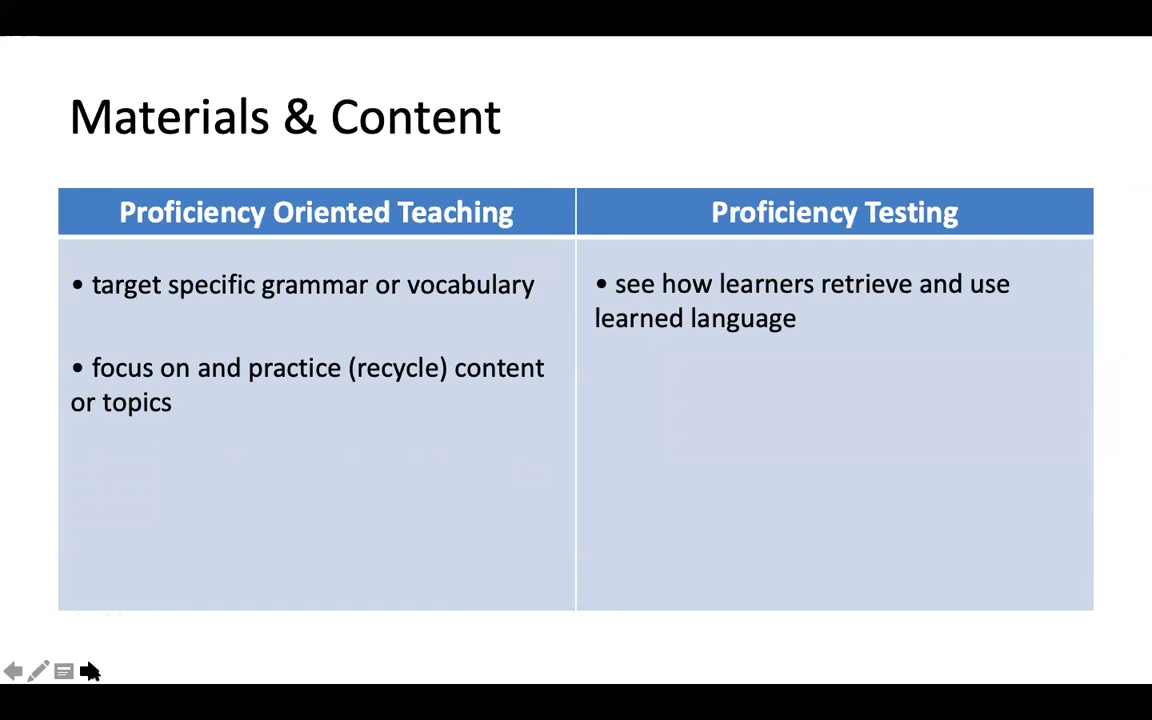 Materials & Content
Proficiency Oriented Teaching
Proficiency Testing
• target specific grammar or vocabulary
• focus on and practice (recycle) content
or topics
• see how learners retrieve and use
learned language